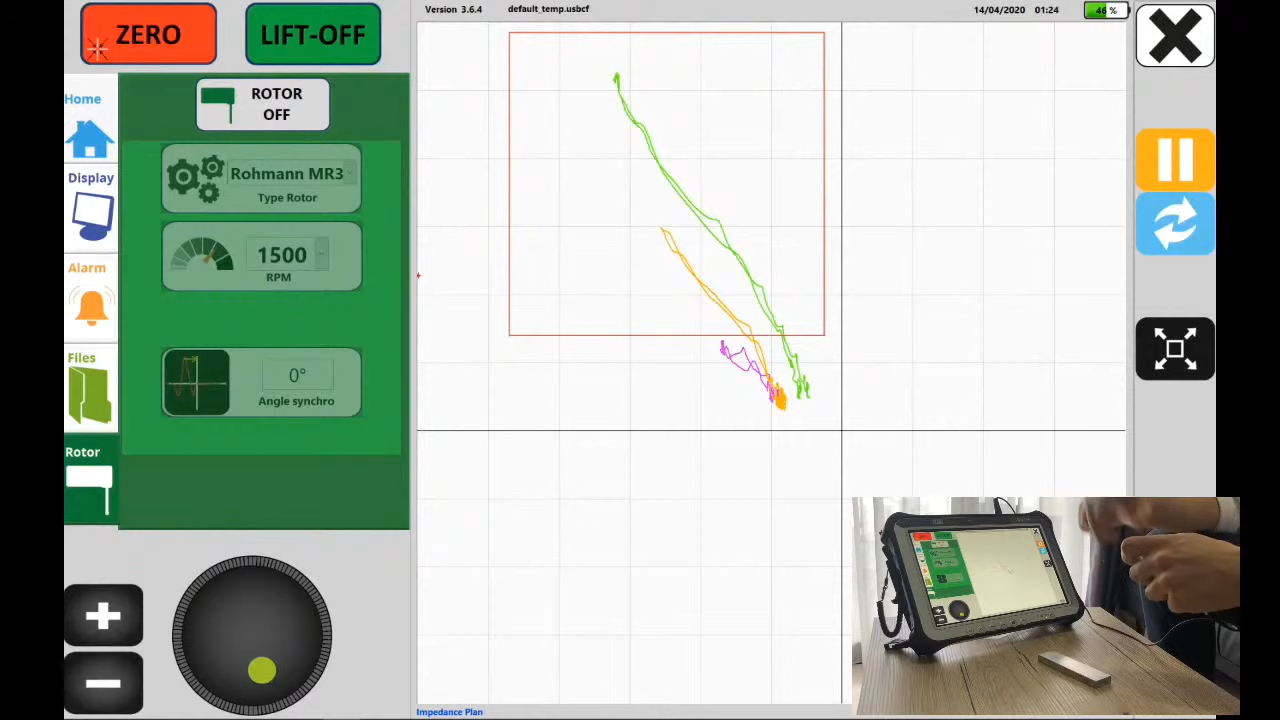 ZERO
LIFT-OFF
Version 3.6.4
default_temp.usbcf
14/04/2020 01:24
46 %
Home
Display
Alarm
Files
Rotor
ROTOR
OFF
Rohmann MR3
Type Rotor
1500
RPM
0°
Angle synchro
Impedance Plan